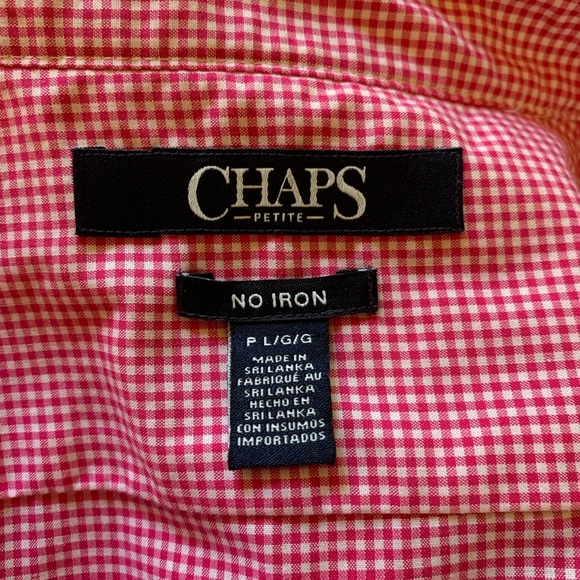 CHAPS
PETITE
NO IRON
P L/G/G
MADE IN
SRI LANKA
FABRIQUÉ AU
SRI LANKA
HECHO EN
SRI LANKA
CON INSUMOS
IMPORTADOS